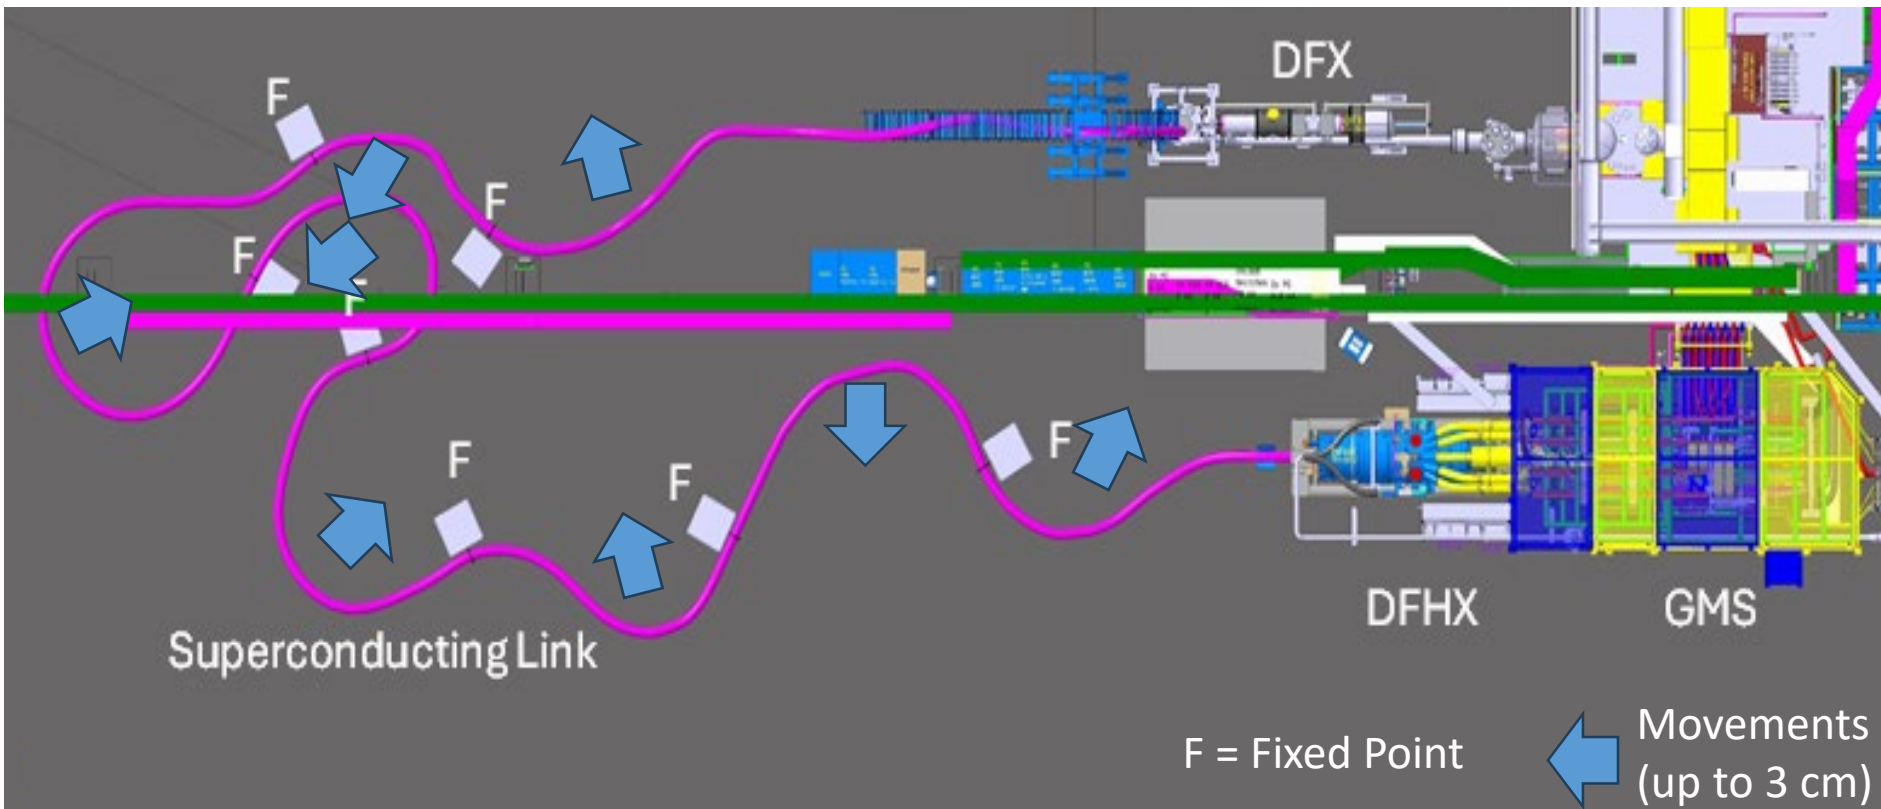 DFX
F
F
F
F
F
F
F
DFHX
GMS
Superconducting Link
F = Fixed Point
Movements
(up to 3 cm)